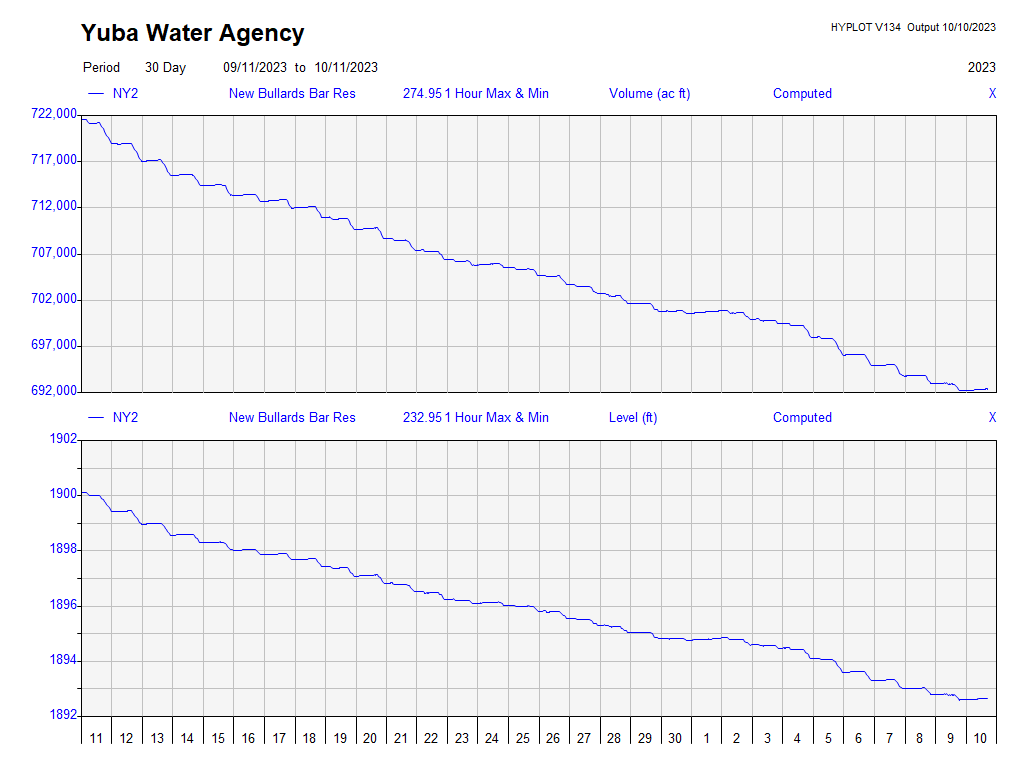 Yuba Water Agency
HYPLOT V134 Output 10/10/2023
Period 30 Day 09/11/2023 to 10/11/2023 2023
NY2 New Bullards Bar Res 274.95 1 Hour Max & Min Volume (ac ft) Computed X
722,000
717,000
712,000
707,000
702,000
697,000
692,000
NY2 New Bullards Bar Res 232.95 1 Hour Max & Min Level (ft) Computed X
1902
1900
1898
1896
1894
1892
11 12 13 14 15 16 17 18 19 20 21 22 23 24 25 26 27 28 29 30 1 2 3 4 5 6 7 8 9 10